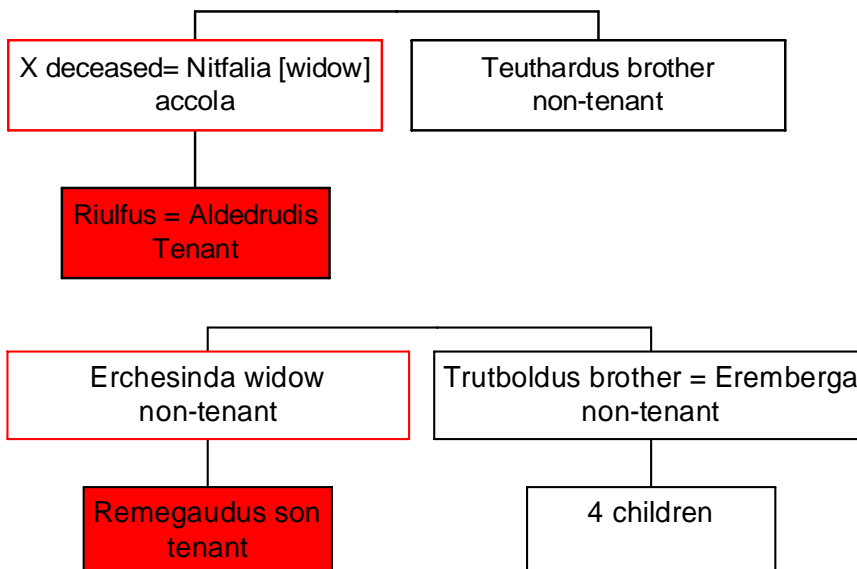 X deceased= Nitfalia [widow]
accola
Teuthardus brother
non-tenant
Riulfus = Aldedrudis
Tenant
Erchesinda widow
non-tenant
Trutboldus brother = Eremberga
non-tenant
Remegaudus son
tenant
4 children